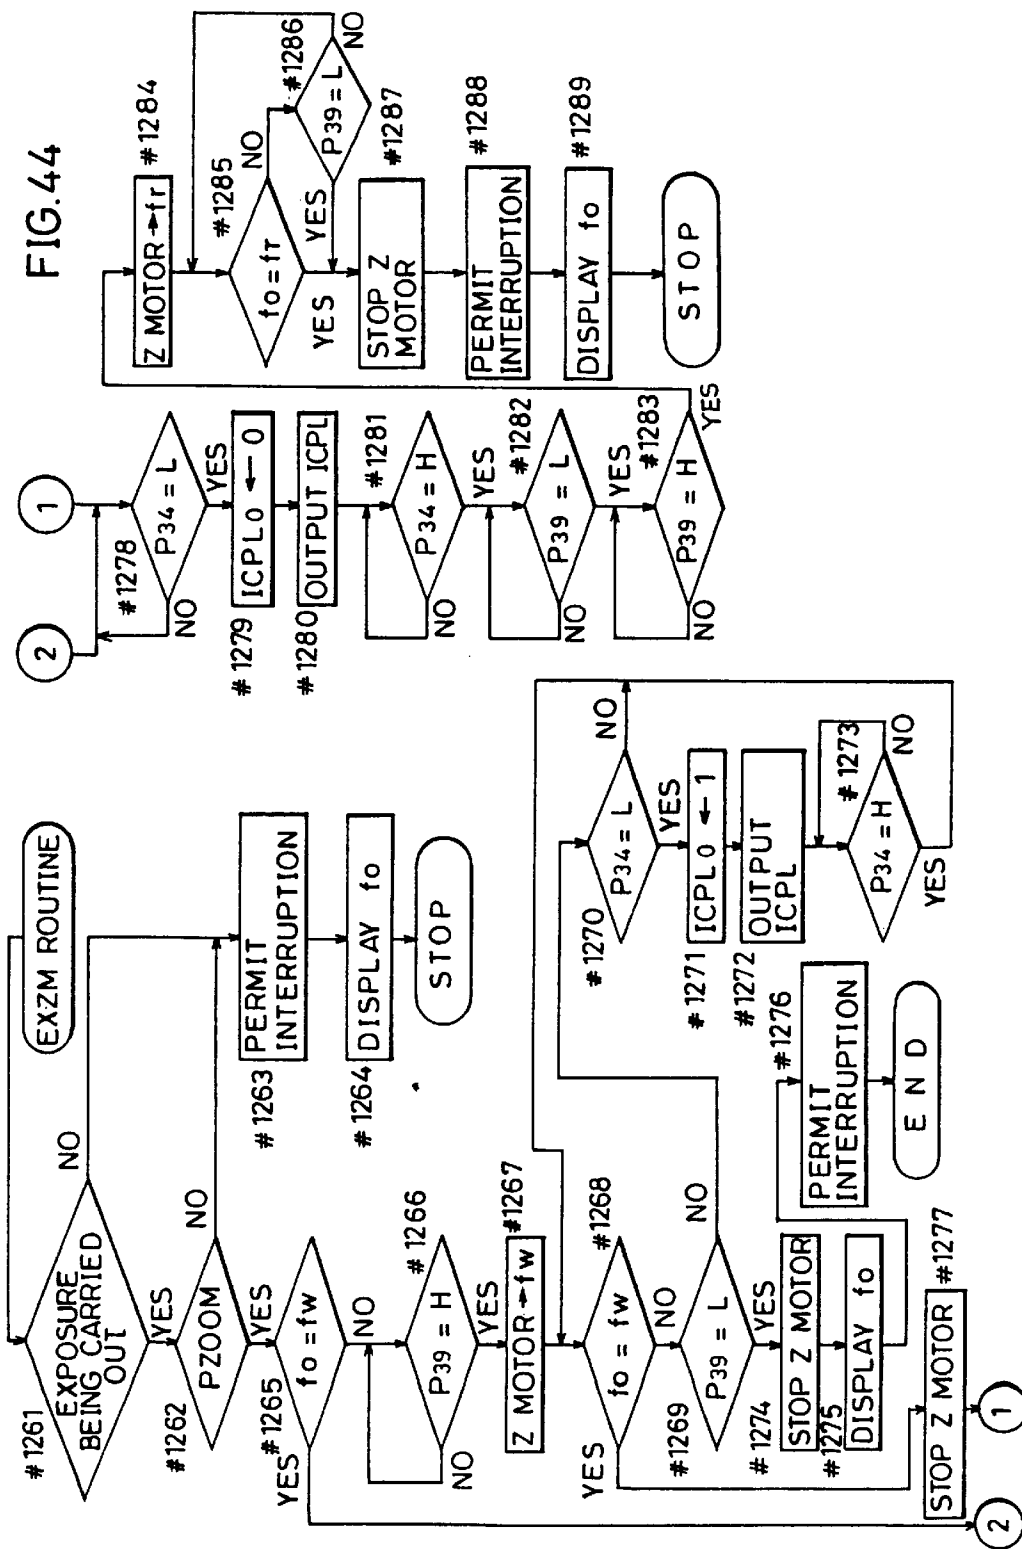 FIG.44
EXZM ROUTINE
#1261
EXPOSURE
BEING CARRIED
OUT
NO
YES
#1262
PZOOM
NO
YES
#1263
PERMIT
INTERRUPTION
#1264
DISPLAY fo
STOP
#1265
fo = fw
YES
NO
#1266
P39 = H
NO
YES
#1267
Z MOTOR→fw
#1268
fo = fw
YES
NO
#1269
P39 = L
NO
YES
#1270
P34 = L
NO
YES
#1271
ICPL0 ← 1
#1272
OUTPUT
ICPL
#1273
P34 = H
NO
YES
#1274
STOP Z MOTOR
#1275
DISPLAY fo
#1276
PERMIT
INTERRUPTION
END
#1277
STOP Z MOTOR
2
1
2
1
#1278
P34 = L
NO
YES
#1279
ICPL0 ← 0
#1280
OUTPUT ICPL
#1281
P34 = H
NO
YES
#1282
P39 = L
NO
YES
#1283
P39 = H
NO
YES
#1284
Z MOTOR→fr
#1285
fo = fr
NO
YES
#1286
P39 = L
NO
YES
#1287
STOP Z
MOTOR
#1288
PERMIT
INTERRUPTION
#1289
DISPLAY fo
STOP